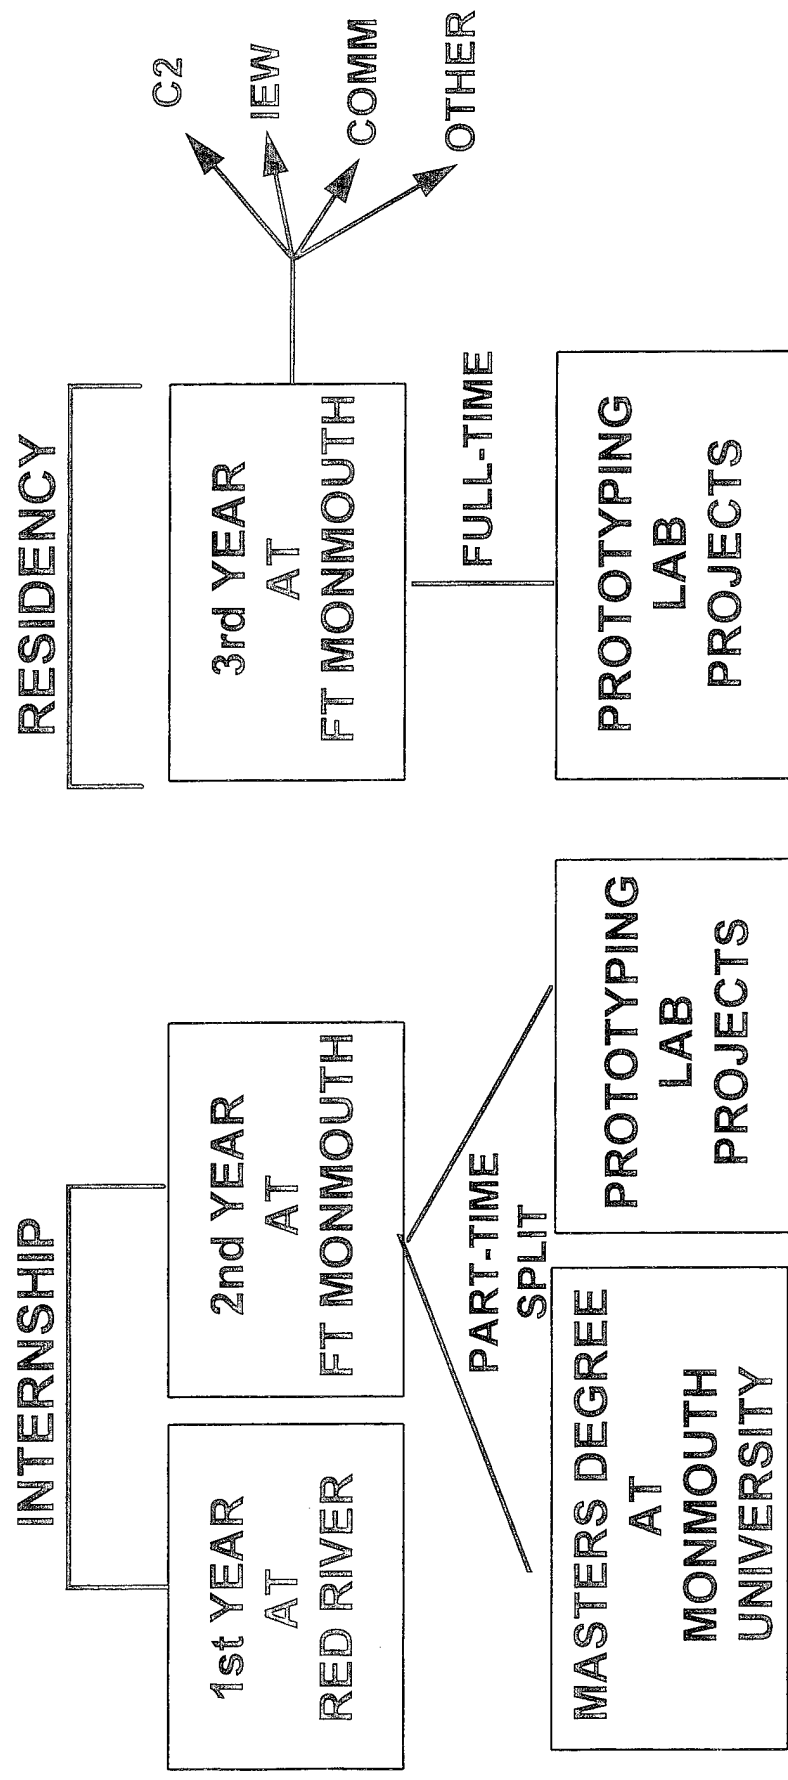 INTERNSHIP
RESIDENCY
1st YEAR
AT
RED RIVER
2nd YEAR
AT
FT MONMOUTH
3rd YEAR
AT
FT MONMOUTH
C2
IEW
COMM
OTHER
PART-TIME
SPLIT
FULL-TIME
MASTERS DEGREE
AT
MONMOUTH
UNIVERSITY
PROTOTYPING
LAB
PROJECTS
PROTOTYPING
LAB
PROJECTS